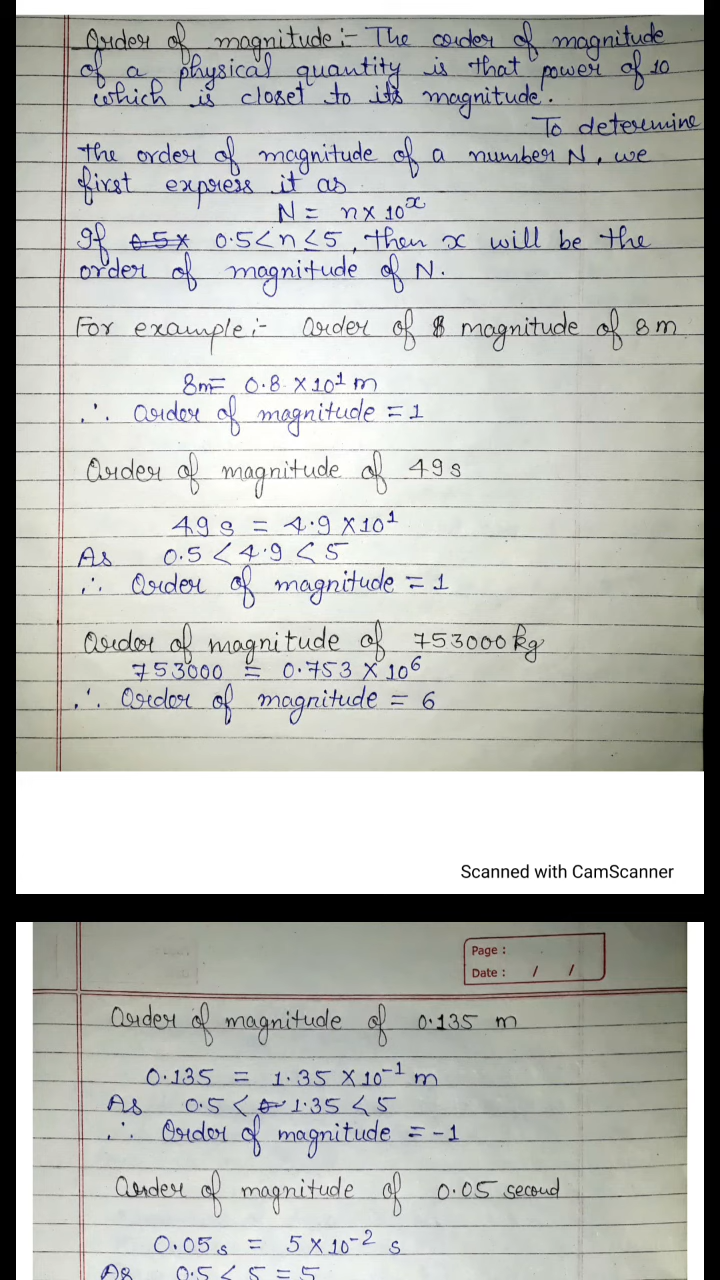 Order of magnitude :- The order of magnitude
of a physical quantity is that power of 10
which is closet to its magnitude.
To determine
the order of magnitude of a number N, we
first express it as
N = n x 10^x
If 0.5 x 0.5 < n ≤ 5, then x will be the
order of magnitude of N.
For example :- Order of magnitude of 8m
8m = 0.8 x 10^1 m
∴ Order of magnitude = 1
Order of magnitude of 49s
49 s = 4.9 x 10^1
As 0.5 < 4.9 < 5
∴ Order of magnitude = 1
Order of magnitude of 753000 kg
753000 = 0.753 x 10^6
∴ Order of magnitude = 6
Scanned with CamScanner
Page :
Date : / /
Order of magnitude of 0.135 m
0.135 = 1.35 x 10^-1 m
As 0.5 < 1.35 < 5
∴ Order of magnitude = -1
Order of magnitude of 0.05 second
0.05 s = 5 x 10^-2 s
As 0.5 < 5 = 5